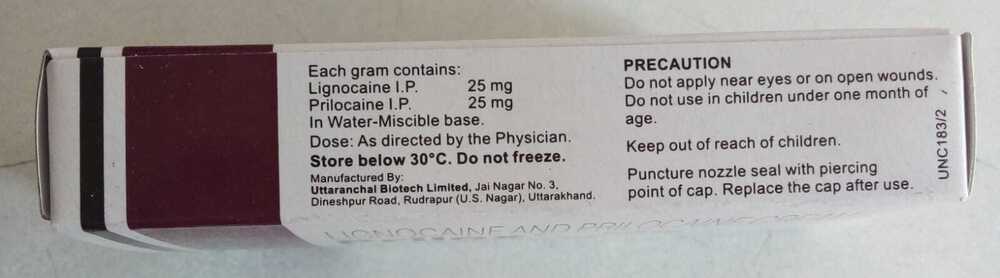 Each gram contains:
Lignocaine I.P. 25 mg
Prilocaine I.P. 25 mg
In Water-Miscible base.
Dose: As directed by the Physician.
Store below 30°C. Do not freeze.
Manufactured By:
Uttaranchal Biotech Limited, Jai Nagar No. 3,
Dineshpur Road, Rudrapur (U.S. Nagar), Uttarakhand.
PRECAUTION
Do not apply near eyes or on open wounds.
Do not use in children under one month of
age.
Keep out of reach of children.
Puncture nozzle seal with piercing
point of cap. Replace the cap after use.
UNC183/2
LIGNOCAINE AND PRILOCAINE CREAM